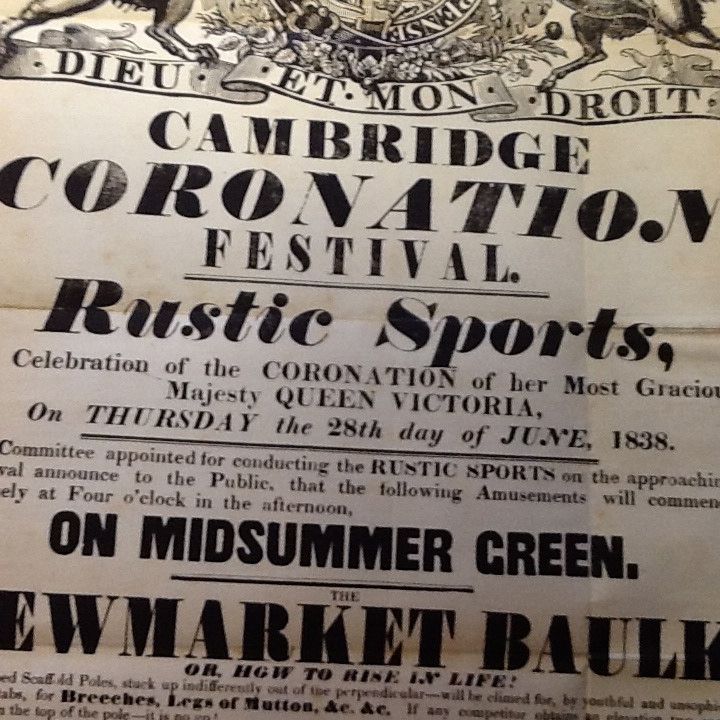 PENSE
DIEU · ET · MON · DROIT ·
CAMBRIDGE
CORONATION
FESTIVAL.
Rustic Sports,
Celebration of the CORONATION of her Most Graciou
Majesty QUEEN VICTORIA,
On THURSDAY the 28th day of JUNE, 1838.
Committee appointed for conducting the RUSTIC SPORTS on the approachin
val announce to the Public, that the following Amusements will commen
ely at Four o'clock in the afternoon,
ON MIDSUMMER GREEN.
THE
EWMARKET BAULK
OR, HOW TO RISE IN LIFE!
ed Scaffold Poles, stuck up indifferently out of the perpendicular—will be climed for, by youthful and unsophis
tabs, for Breeches, Legs of Mutton, &c. &c. If any competitor
the top of the pole—it is no go!